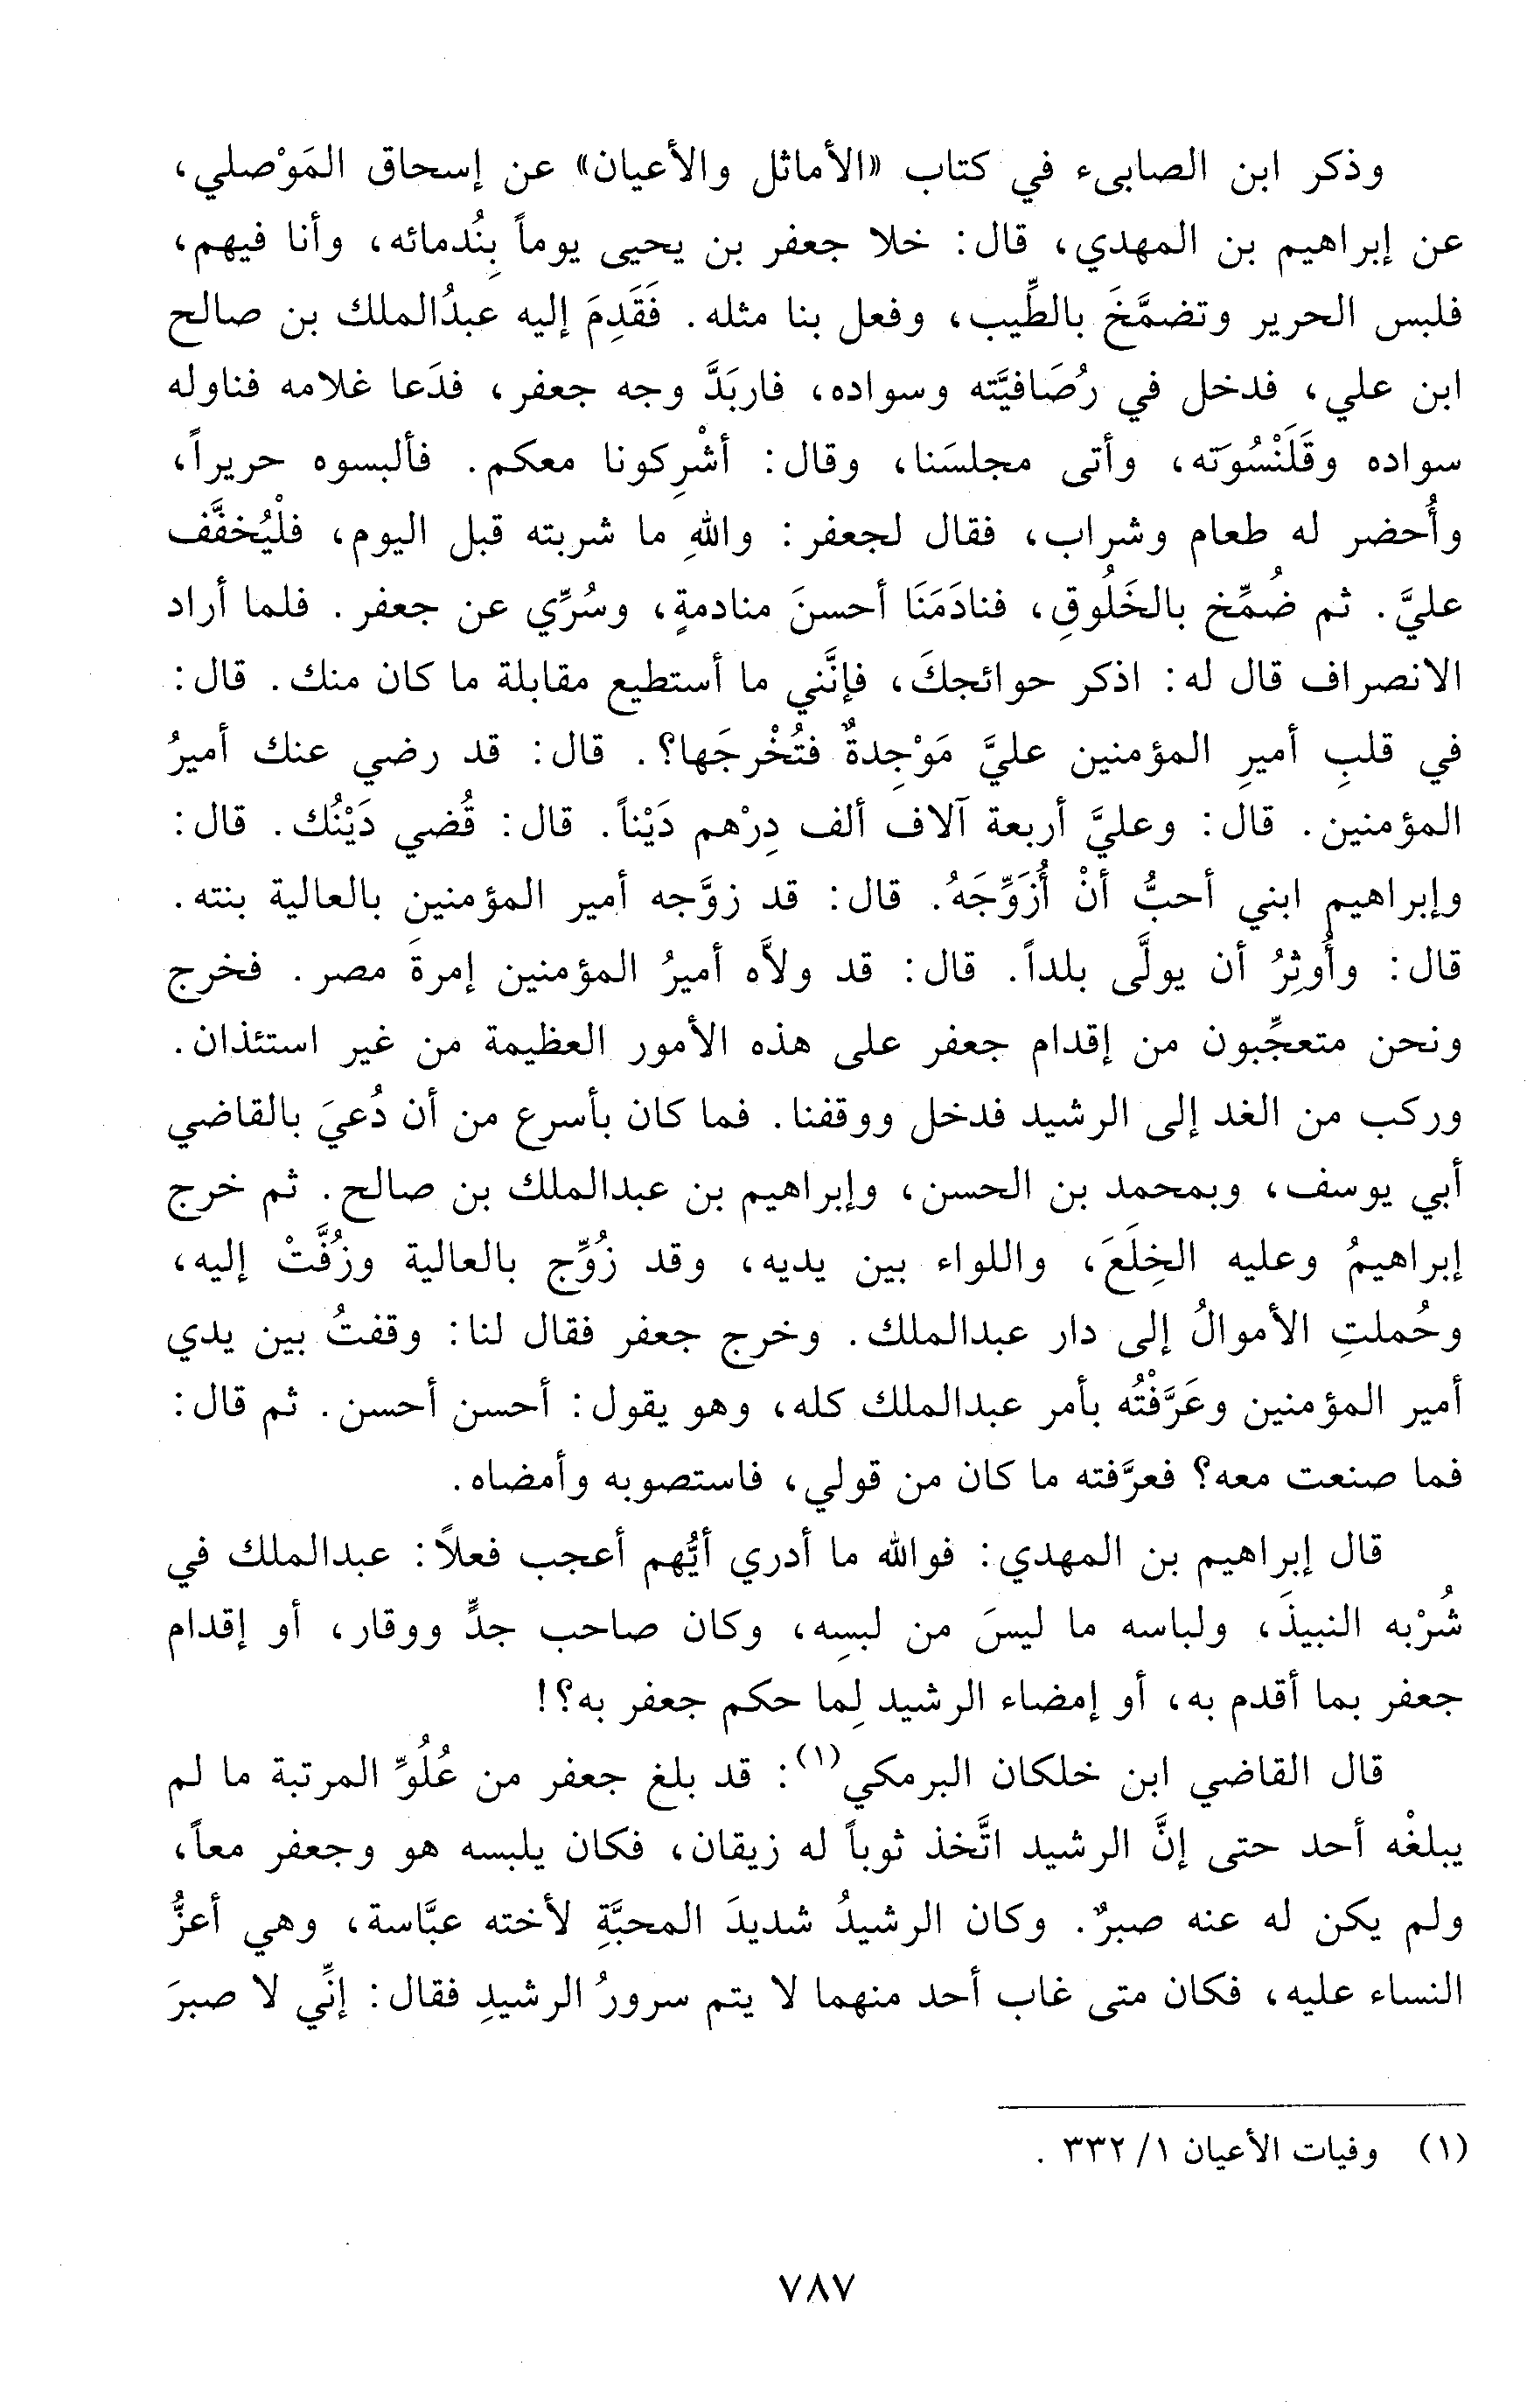 وذكر ابن الصابىء في كتاب «الأماثل والأعيان» عن إسحاق المَوْصلي،
عن إبراهيم بن المهدي، قال: خلا جعفر بن يحيى يوماً بِنُدمائه، وأنا فيهم،
فلبس الحرير وتضمَّخَ بالطِّيب، وفعل بنا مثله. فَقَدِمَ إليه عبدُالملك بن صالح
ابن علي، فدخل في رُصَافيَّته وسواده، فاربَدَّ وجه جعفر، فدَعا غلامه فناوله
سواده وقَلَنْسُوَته، وأتى مجلسَنا، وقال: أشْرِكونا معكم. فألبسوه حريراً،
وأُحضر له طعام وشراب، فقال لجعفر: واللهِ ما شربته قبل اليوم، فلْيُخفَّف
عليَّ. ثم ضُمِّخ بالخَلُوقِ، فنادَمَنَا أحسنَ منادمةٍ، وسُرِّي عن جعفر. فلما أراد
الانصراف قال له: اذكر حوائجكَ، فإنَّني ما أستطيع مقابلة ما كان منك. قال:
في قلبِ أميرِ المؤمنين عليَّ مَوْجِدةٌ فتُخْرجَها؟. قال: قد رضي عنك أميرُ
المؤمنين. قال: وعليَّ أربعة آلاف ألف دِرْهم دَيْناً. قال: قُضي دَيْنُك. قال:
وإبراهيم ابني أحبُّ أنْ أُزَوِّجَهُ. قال: قد زوَّجه أمير المؤمنين بالعالية بنته.
قال: وأُوثِرُ أن يولَّى بلداً. قال: قد ولاَّه أميرُ المؤمنين إمرةَ مصر. فخرج
ونحن متعجِّبون من إقدام جعفر على هذه الأمور العظيمة من غير استئذان.
وركب من الغد إلى الرشيد فدخل ووقفنا. فما كان بأسرع من أن دُعيَ بالقاضي
أبي يوسف، وبمحمد بن الحسن، وإبراهيم بن عبدالملك بن صالح. ثم خرج
إبراهيمُ وعليه الخِلَعَ، واللواء بين يديه، وقد زُوِّج بالعالية وزُفَّتْ إليه،
وحُملتِ الأموالُ إلى دار عبدالملك. وخرج جعفر فقال لنا: وقفتُ بين يدي
أمير المؤمنين وعَرَّفْتُه بأمر عبدالملك كله، وهو يقول: أحسن أحسن. ثم قال:
فما صنعت معه؟ فعرَّفته ما كان من قولي، فاستصوبه وأمضاه.
قال إبراهيم بن المهدي: فوالله ما أدري أيُّهم أعجب فعلاً: عبدالملك في
شُرْبه النبيذَ، ولباسه ما ليسَ من لبسِه، وكان صاحب جدٍّ ووقار، أو إقدام
جعفر بما أقدم به، أو إمضاء الرشيد لِما حكم جعفر به؟!
قال القاضي ابن خلكان البرمكي(١): قد بلغ جعفر من عُلُوِّ المرتبة ما لم
يبلغْه أحد حتى إنَّ الرشيد اتَّخذ ثوباً له زيقان، فكان يلبسه هو وجعفر معاً،
ولم يكن له عنه صبرٌ. وكان الرشيدُ شديدَ المحبَّةِ لأخته عبَّاسة، وهي أعزُّ
النساء عليه، فكان متى غاب أحد منهما لا يتم سرورُ الرشيدِ فقال: إنِّي لا صبرَ
(١) وفيات الأعيان ١/ ٣٣٢ .
٧٨٧